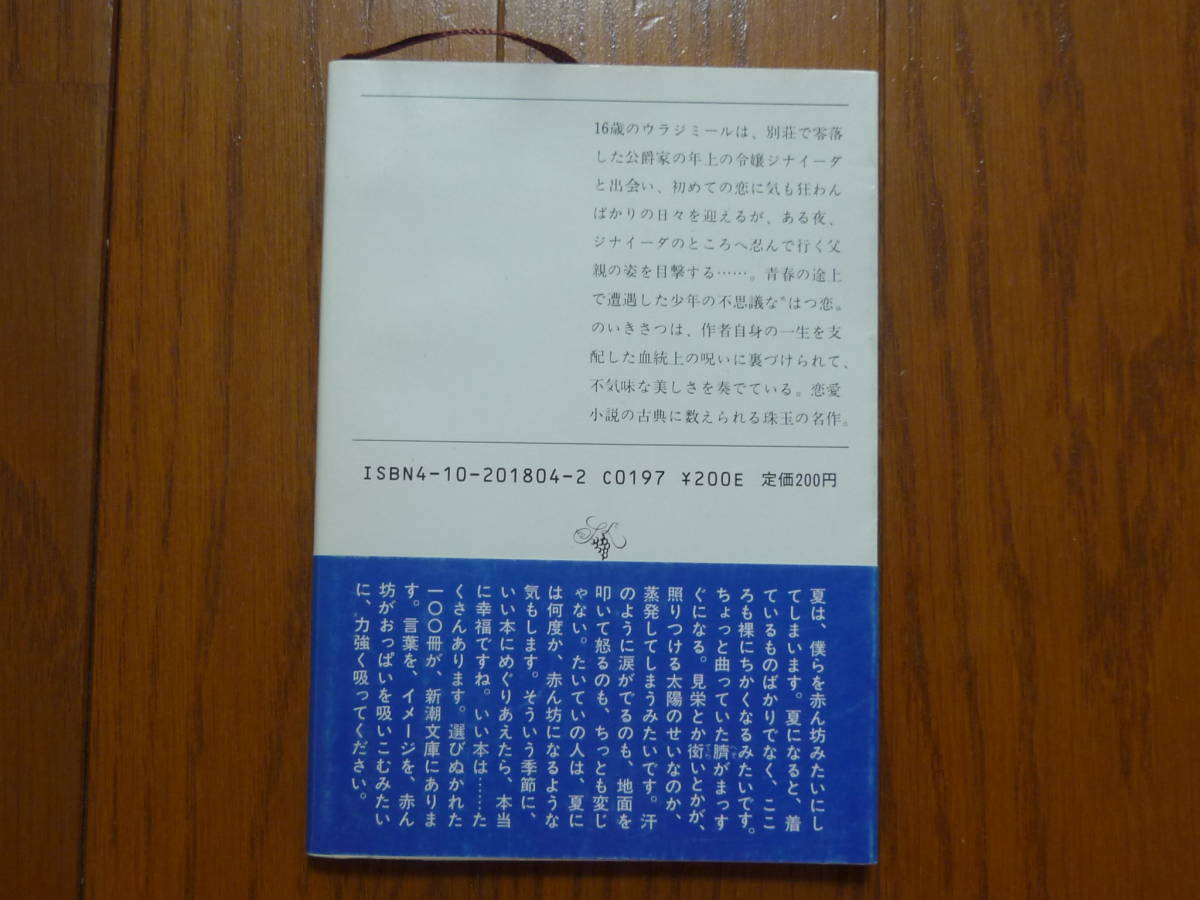 16歳のウラジミールは、別荘で零落
した公爵家の年上の令嬢ジナイーダ
と出会い、初めての恋に気も狂わん
ばかりの日々を迎えるが、ある夜、
ジナイーダのところへ忍んで行く父
親の姿を目撃する……。青春の途上
で遭遇した少年の不思議な〝はつ恋〟
のいきさつは、作者自身の一生を支
配した血統上の呪いに裏づけられて、
不気味な美しさを奏でている。恋愛
小説の古典に数えられる珠玉の名作。
ISBN4-10-201804-2 C0197 ¥200E 定価200円
夏は、僕らを赤ん坊みたいにし
てしまいます。夏になると、着
ているものばかりでなく、ここ
ろも裸にちかくなるみたいです。
ちょっと曲っていた臍がまっす
ぐになる。見栄とか衒いとかが、
照りつける太陽のせいなのか、
蒸発してしまうみたいです。汗
のように涙がでるのも、地面を
叩いて怒るのも、ちっとも変じ
ゃない。たいていの人は、夏に
は何度か、赤ん坊になるような
気もします。そういう季節に、
いい本にめぐりあえたら、本当
に幸福ですね。いい本は……た
くさんあります。選びぬかれた
一〇〇冊が、新潮文庫にありま
す。言葉を、イメージを、赤ん
坊がおっぱいを吸いこむみたい
に、力強く吸ってください。